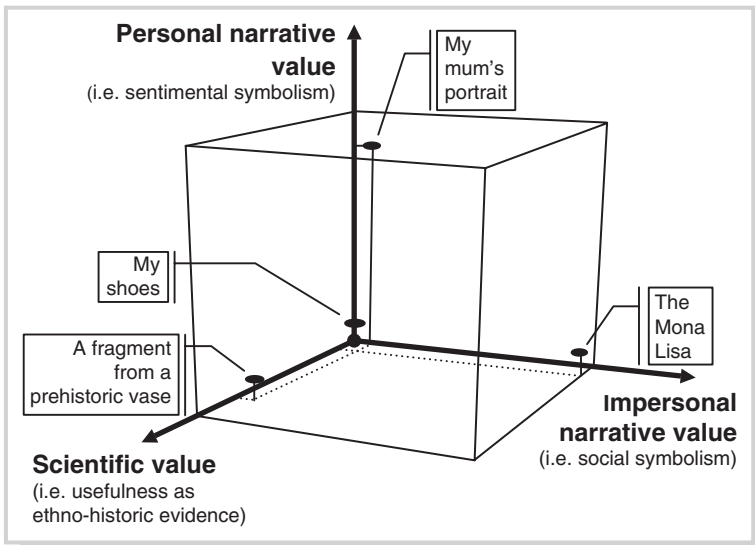 Personal narrative
value
(i.e. sentimental symbolism)
My
mum's
portrait
My
shoes
The
Mona
Lisa
A fragment
from a
prehistoric vase
Impersonal
narrative value
(i.e. social symbolism)
Scientific value
(i.e. usefulness as
ethno-historic evidence)